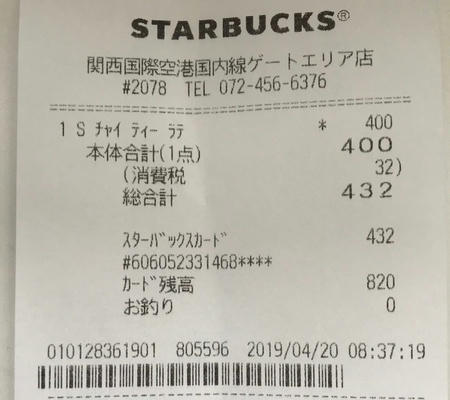 STARBUCKS®
関西国際空港国内線ゲートエリア店
#2078 TEL 072-456-6376
1 S ﾁｬｲ ﾃｨｰ ﾗﾃ * 400
本体合計(1点) 400
(消費税 32)
総合計 432
ｽﾀｰﾊﾞｯｸｽｶｰﾄﾞ 432
#606052331468****
ｶｰﾄﾞ残高 820
お釣り 0
010128361901 805596 2019/04/20 08:37:19